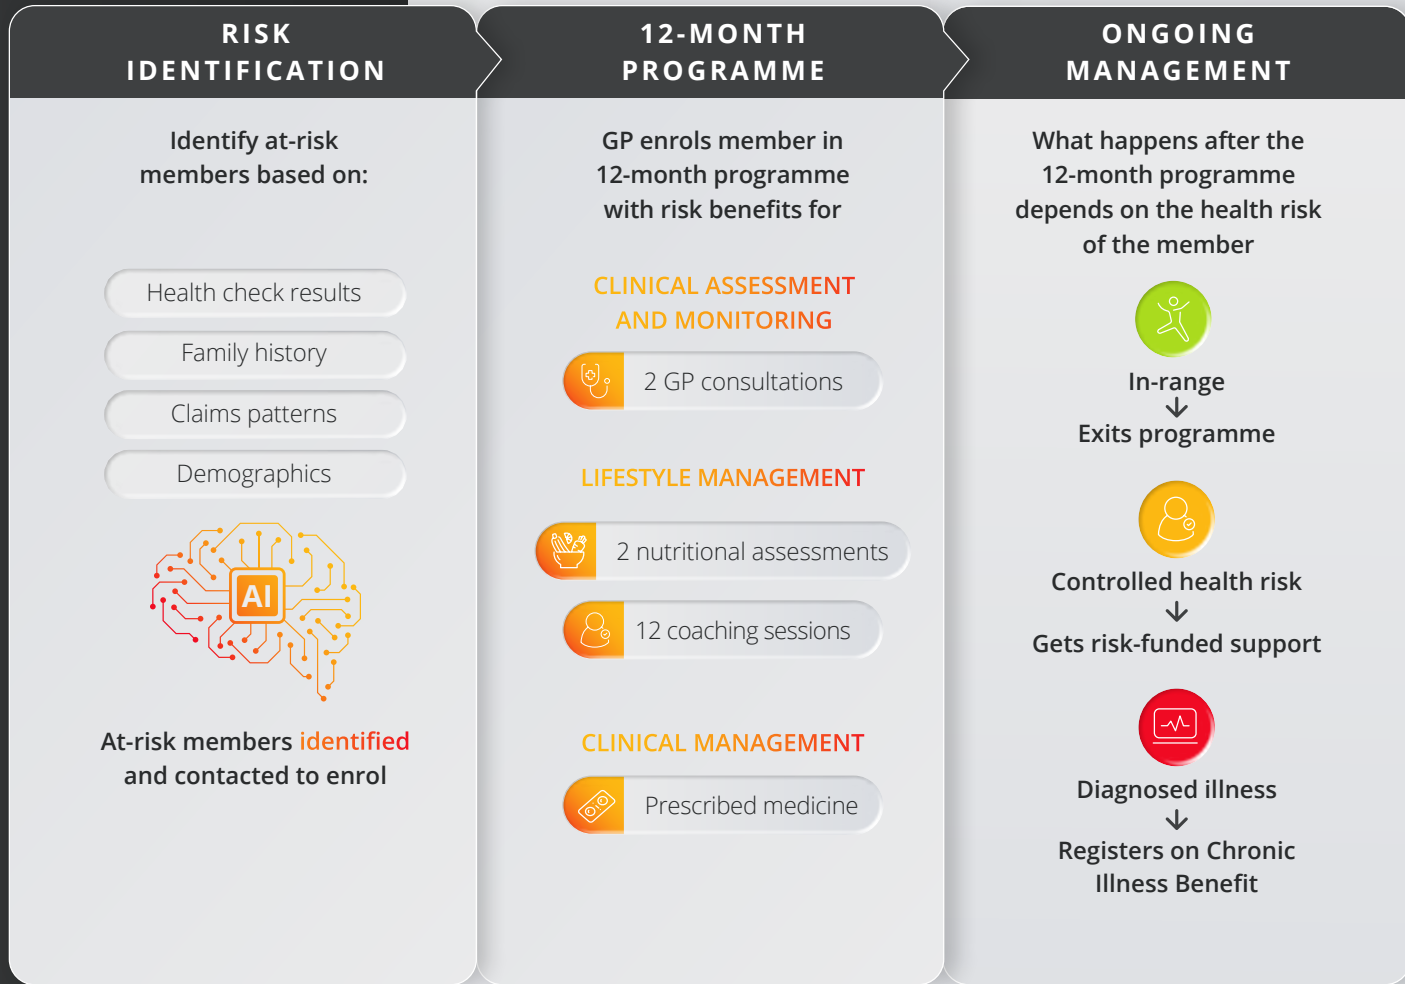 RISK
IDENTIFICATION
Identify at-risk
members based on:
Health check results
Family history
Claims patterns
Demographics
AI
At-risk members identified
and contacted to enrol
12-MONTH
PROGRAMME
GP enrols member in
12-month programme
with risk benefits for
CLINICAL ASSESSMENT
AND MONITORING
2 GP consultations
LIFESTYLE MANAGEMENT
2 nutritional assessments
12 coaching sessions
CLINICAL MANAGEMENT
Prescribed medicine
ONGOING
MANAGEMENT
What happens after the
12-month programme
depends on the health risk
of the member
In-range
Exits programme
Controlled health risk
Gets risk-funded support
Diagnosed illness
Registers on Chronic
Illness Benefit